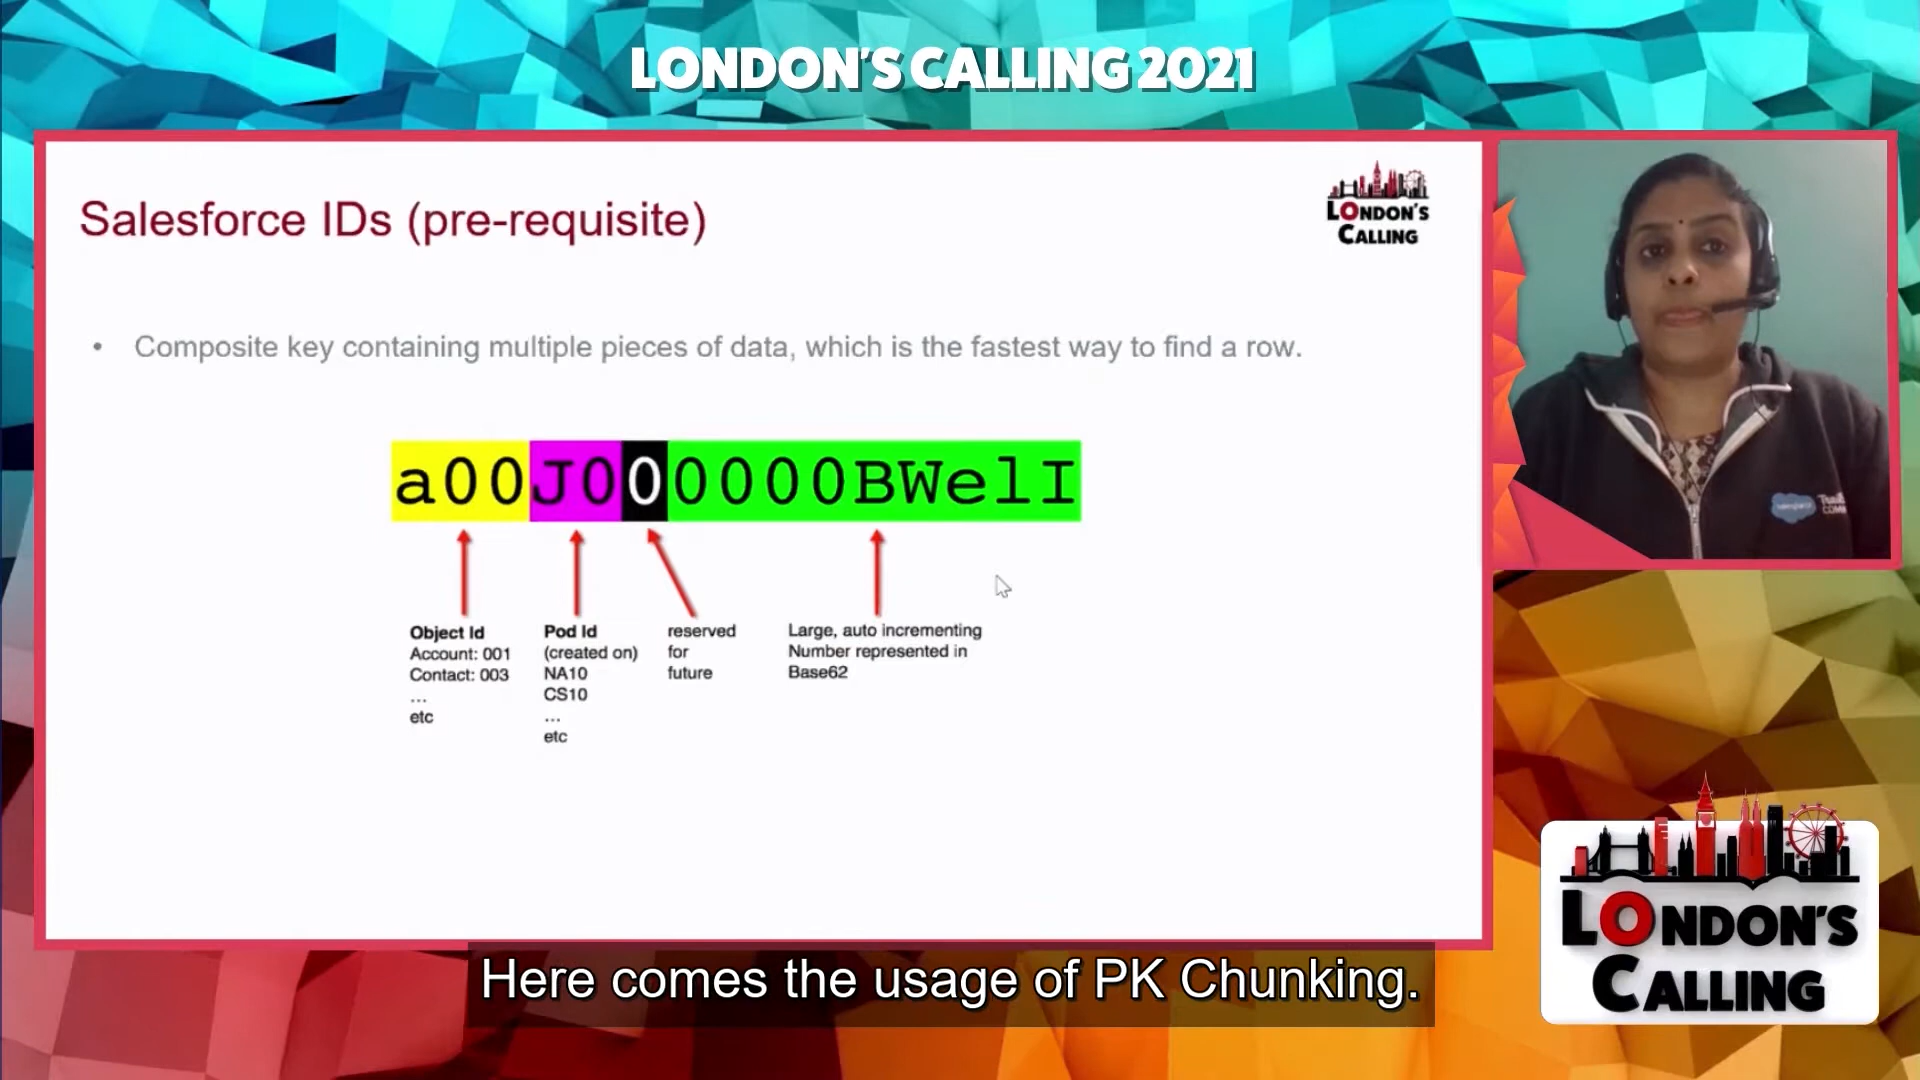 LONDON'S CALLING 2021
Salesforce IDs (pre-requisite)
LONDON'S
CALLING
• Composite key containing multiple pieces of data, which is the fastest way to find a row.
a00J000000BWelI
Object Id
Account: 001
Contact: 003
...
etc
Pod Id
(created on)
NA10
CS10
...
etc
reserved
for
future
Large, auto incrementing
Number represented in
Base62
LONDON'S
CALLING
Here comes the usage of PK Chunking.